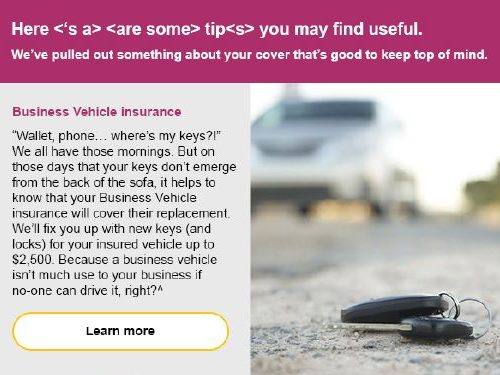 Here <‘s a> <are some> tip<s> you may find useful.
We’ve pulled out something about your cover that’s good to keep top of mind.
Business Vehicle insurance
“Wallet, phone… where’s my keys?!”
We all have those mornings. But on
those days that your keys don’t emerge
from the back of the sofa, it helps to
know that your Business Vehicle
insurance will cover their replacement.
We’ll fix you up with new keys (and
locks) for your insured vehicle up to
$2,500. Because a business vehicle
isn’t much use to your business if
no-one can drive it, right?^
Learn more